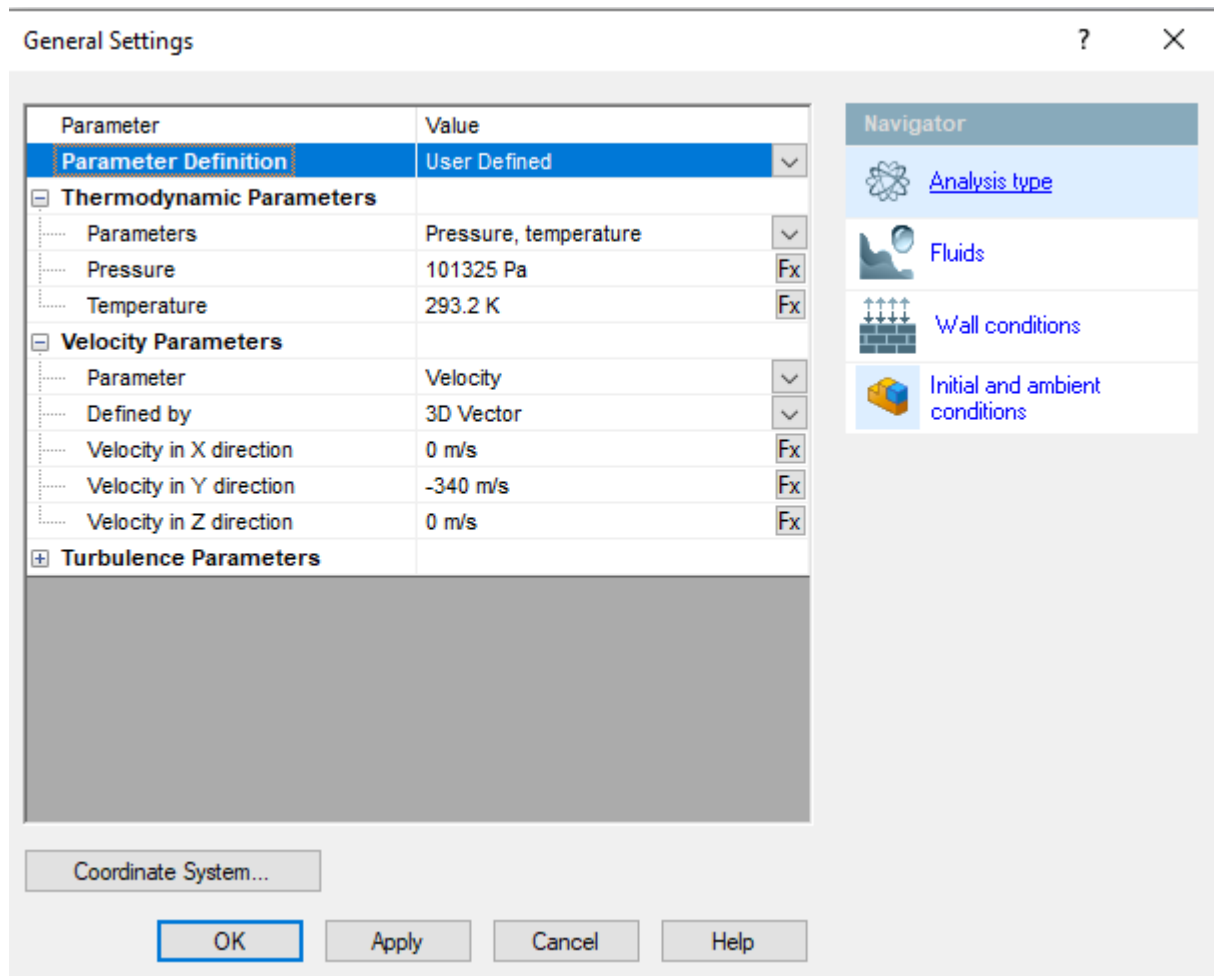 General Settings
?
Parameter Value
Parameter Definition User Defined
Thermodynamic Parameters
Parameters Pressure, temperature
Pressure 101325 Pa Fx
Temperature 293.2 K Fx
Velocity Parameters
Parameter Velocity
Defined by 3D Vector
Velocity in X direction 0 m/s Fx
Velocity in Y direction -340 m/s Fx
Velocity in Z direction 0 m/s Fx
Turbulence Parameters
Navigator
Analysis type
Fluids
Wall conditions
Initial and ambient
conditions
Coordinate System...
OK Apply Cancel Help